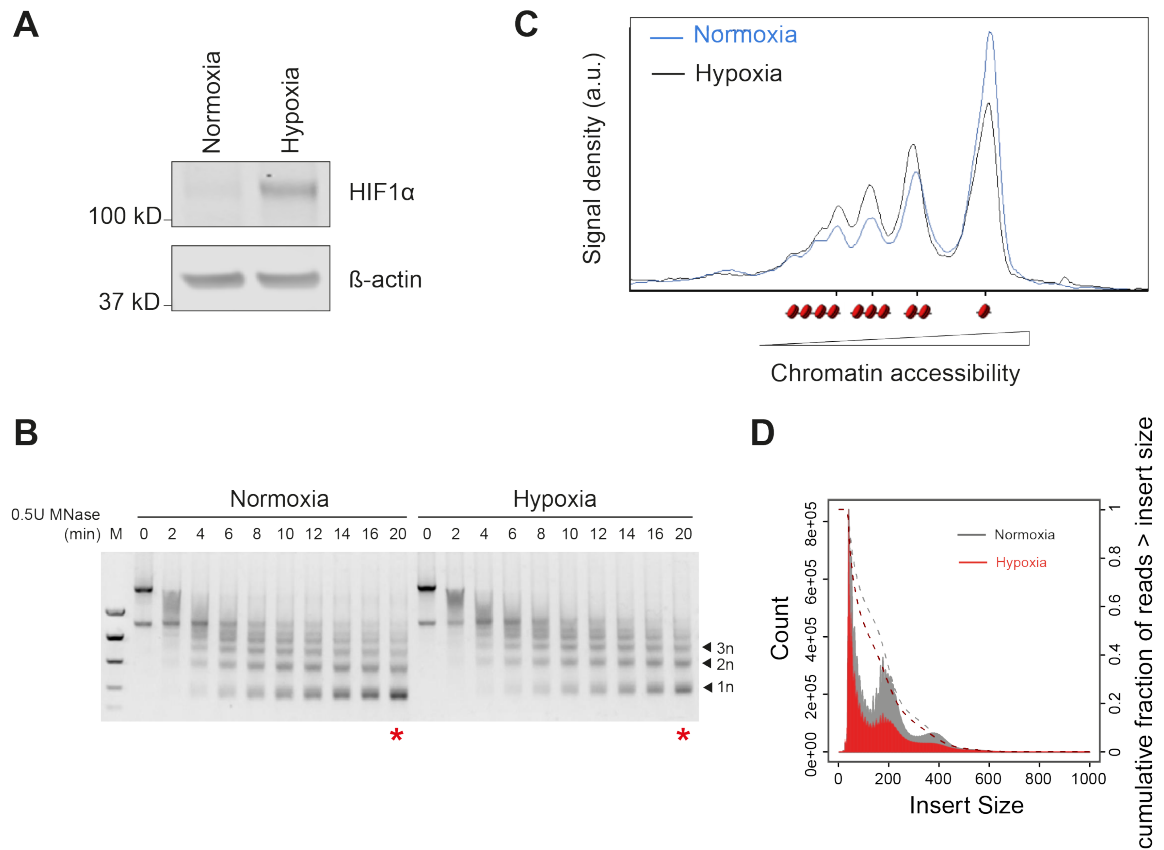 A
Normoxia
Hypoxia
HIF1α
100 kD
ß-actin
37 kD
C
Signal density (a.u.)
Normoxia
Hypoxia
Chromatin accessibility
B
Normoxia
Hypoxia
0.5U MNase
(min) M 0 2 4 6 8 10 12 14 16 20 0 2 4 6 8 10 12 14 16 20
3n
2n
1n
* *
D
Count
0e+00 2e+05 4e+05 6e+05 8e+05
Normoxia
Hypoxia
0 0.2 0.4 0.6 0.8 1
cumulative fraction of reads > insert size
0 200 400 600 800 1000
Insert Size